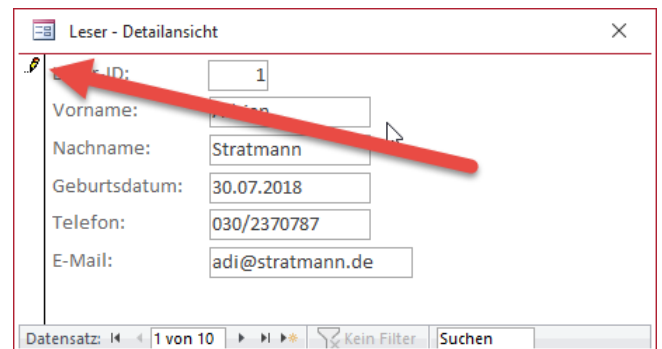 Leser - Detailansicht
1
Vorname:
Nachname: Stratmann
Geburtsdatum: 30.07.2018
Telefon: 030/2370787
E-Mail: adi@stratmann.de
Datensatz: 1 von 10 Kein Filter Suchen